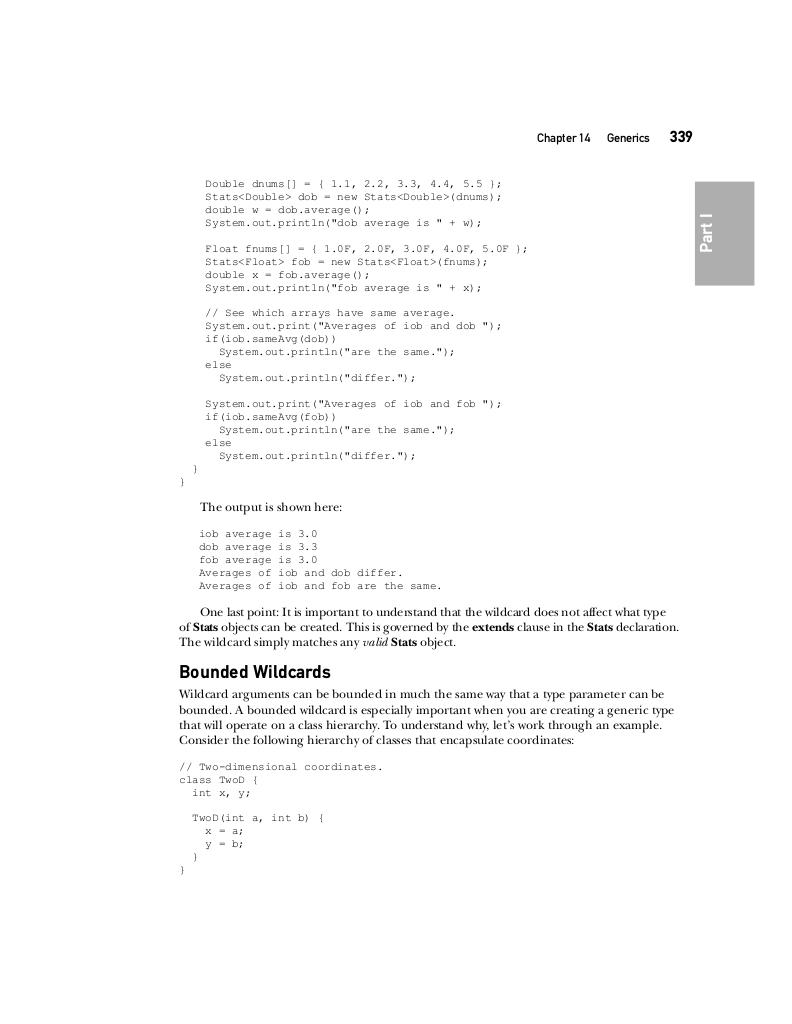 Chapter 14   Generics   339
Part I
Double dnums[] = { 1.1, 2.2, 3.3, 4.4, 5.5 };
Stats<Double> dob = new Stats<Double>(dnums);
double w = dob.average();
System.out.println("dob average is " + w);

Float fnums[] = { 1.0F, 2.0F, 3.0F, 4.0F, 5.0F };
Stats<Float> fob = new Stats<Float>(fnums);
double x = fob.average();
System.out.println("fob average is " + x);

// See which arrays have same average.
System.out.print("Averages of iob and dob ");
if(iob.sameAvg(dob))
  System.out.println("are the same.");
else
  System.out.println("differ.");

System.out.print("Averages of iob and fob ");
if(iob.sameAvg(fob))
  System.out.println("are the same.");
else
  System.out.println("differ.");
}
}
The output is shown here:
iob average is 3.0
dob average is 3.3
fob average is 3.0
Averages of iob and dob differ.
Averages of iob and fob are the same.
One last point: It is important to understand that the wildcard does not affect what type
of Stats objects can be created. This is governed by the extends clause in the Stats declaration.
The wildcard simply matches any valid Stats object.
Bounded Wildcards
Wildcard arguments can be bounded in much the same way that a type parameter can be
bounded. A bounded wildcard is especially important when you are creating a generic type
that will operate on a class hierarchy. To understand why, let's work through an example.
Consider the following hierarchy of classes that encapsulate coordinates:
// Two-dimensional coordinates.
class TwoD {
  int x, y;

  TwoD(int a, int b) {
    x = a;
    y = b;
  }
}